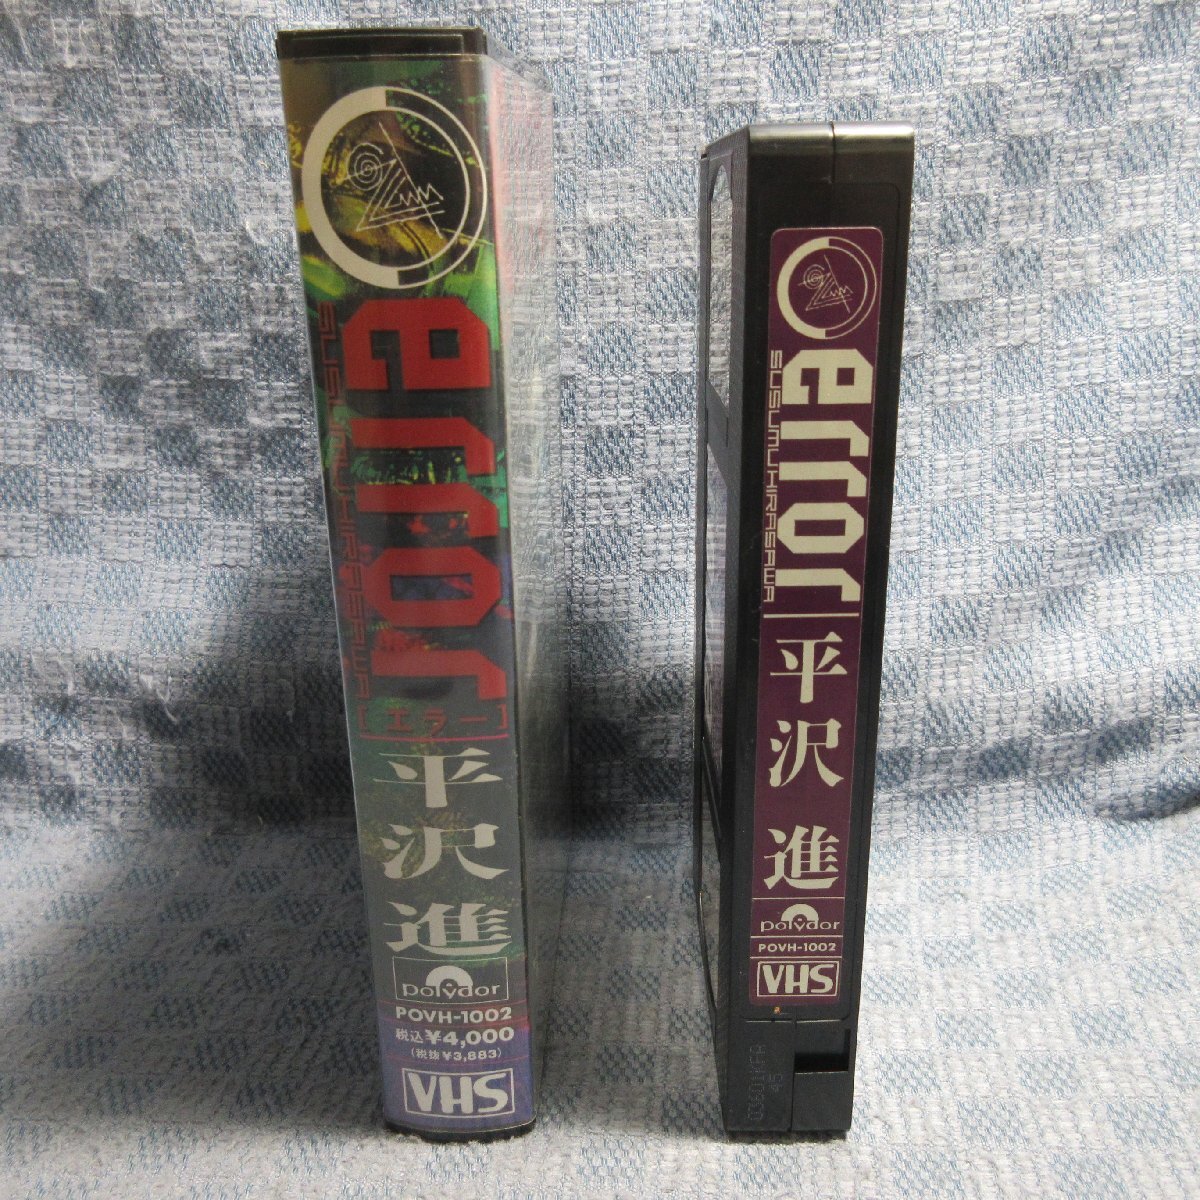 error
SUSUMU HIRASAWA
[エラー]
平沢進
polydor
POVH-1002
税込¥4,000
(税抜¥3,883)
VHS
error
SUSUMU HIRASAWA
平沢 進
polydor
POVH-1002
VHS